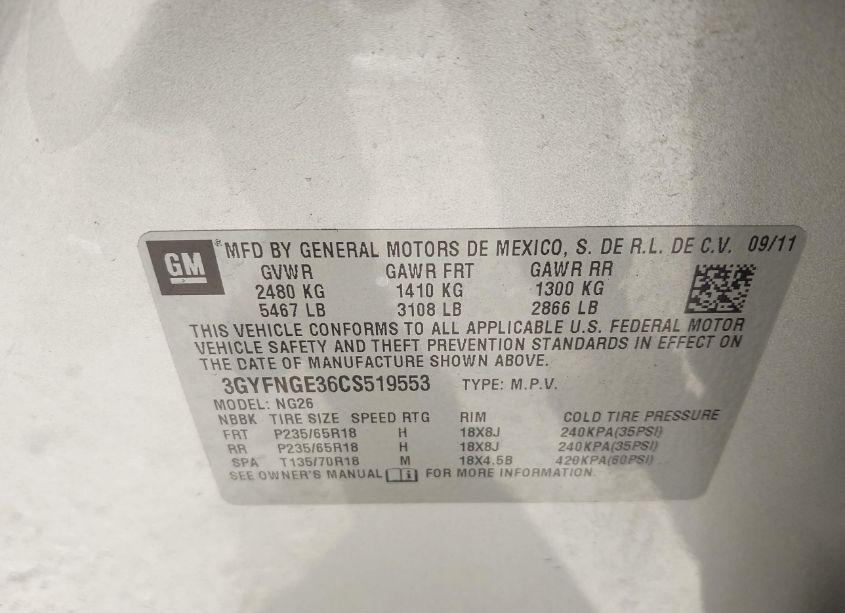 GM ® MFD BY GENERAL MOTORS DE MEXICO, S. DE R.L. DE C.V. 09/11
GVWR GAWR FRT GAWR RR
2480 KG 1410 KG 1300 KG
5467 LB 3108 LB 2866 LB
THIS VEHICLE CONFORMS TO ALL APPLICABLE U.S. FEDERAL MOTOR
VEHICLE SAFETY AND THEFT PREVENTION STANDARDS IN EFFECT ON
THE DATE OF MANUFACTURE SHOWN ABOVE.
3GYFNGE36CS519553 TYPE: M.P.V.
MODEL: NG26
NBBK TIRE SIZE SPEED RTG RIM COLD TIRE PRESSURE
FRT P235/65R18 H 18X8J 240KPA(35PSI)
RR P235/65R18 H 18X8J 240KPA(35PSI)
SPA T135/70R18 M 18X4.5B 420KPA(60PSI)
SEE OWNER'S MANUAL FOR MORE INFORMATION.